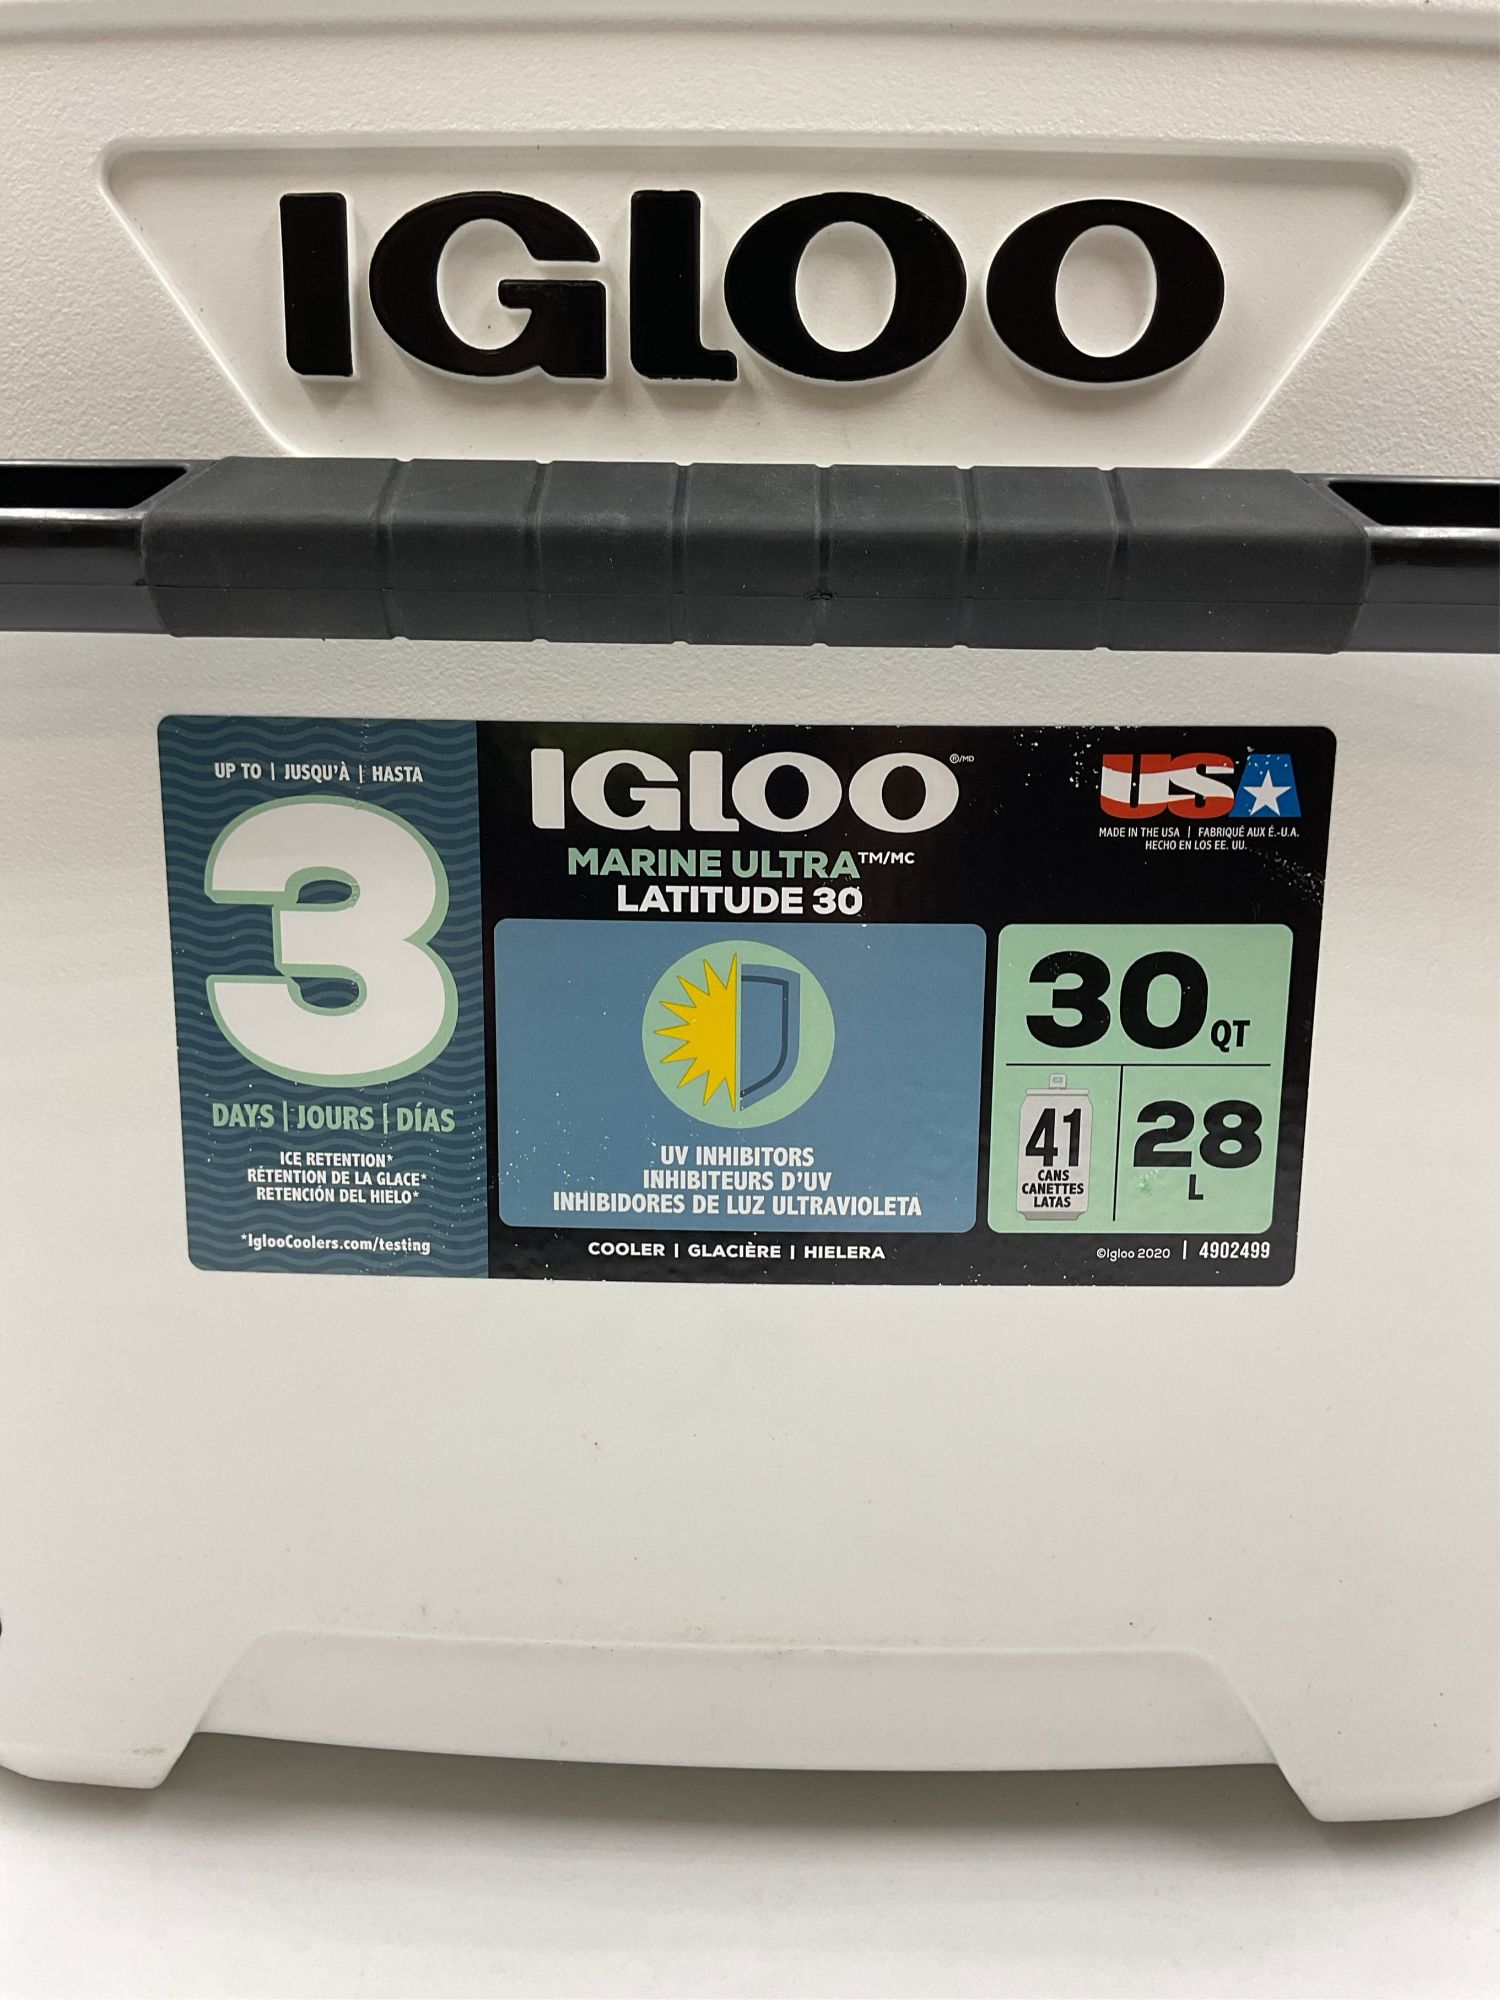 IGLOO
UP TO | JUSQU'À | HASTA
3
DAYS | JOURS | DÍAS
ICE RETENTION*
RÉTENTION DE LA GLACE*
RETENCIÓN DEL HIELO*
*IglooCoolers.com/testing
IGLOO®/MD
MARINE ULTRA™/MC
LATITUDE 30
UV INHIBITORS
INHIBITEURS D'UV
INHIBIDORES DE LUZ ULTRAVIOLETA
COOLER | GLACIÈRE | HIELERA
USA
MADE IN THE USA | FABRIQUÉ AUX É.-U.A.
HECHO EN LOS EE. UU.
30 QT
41
CANS
CANETTES
LATAS
28
L
©Igloo 2020 | 4902499